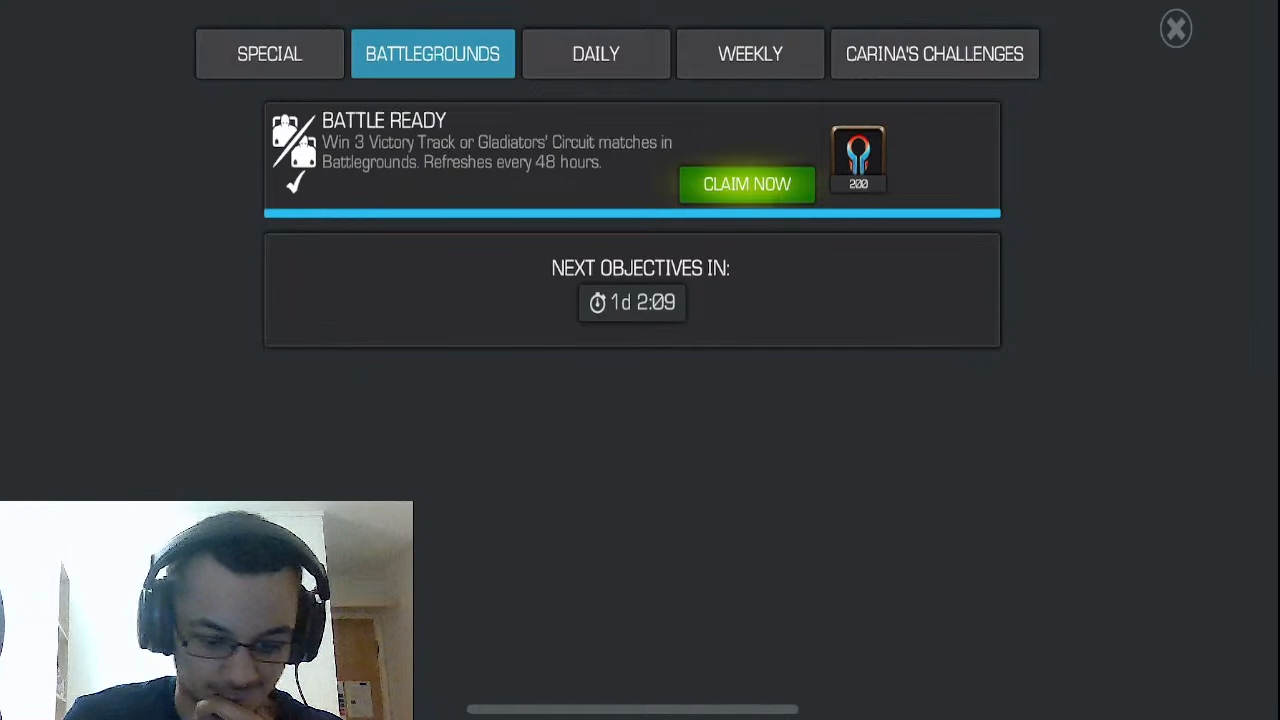 SPECIAL
BATTLEGROUNDS
DAILY
WEEKLY
CARINA'S CHALLENGES
BATTLE READY
Win 3 Victory Track or Gladiators' Circuit matches in
Battlegrounds. Refreshes every 48 hours.
CLAIM NOW
200
NEXT OBJECTIVES IN:
1d 2:09